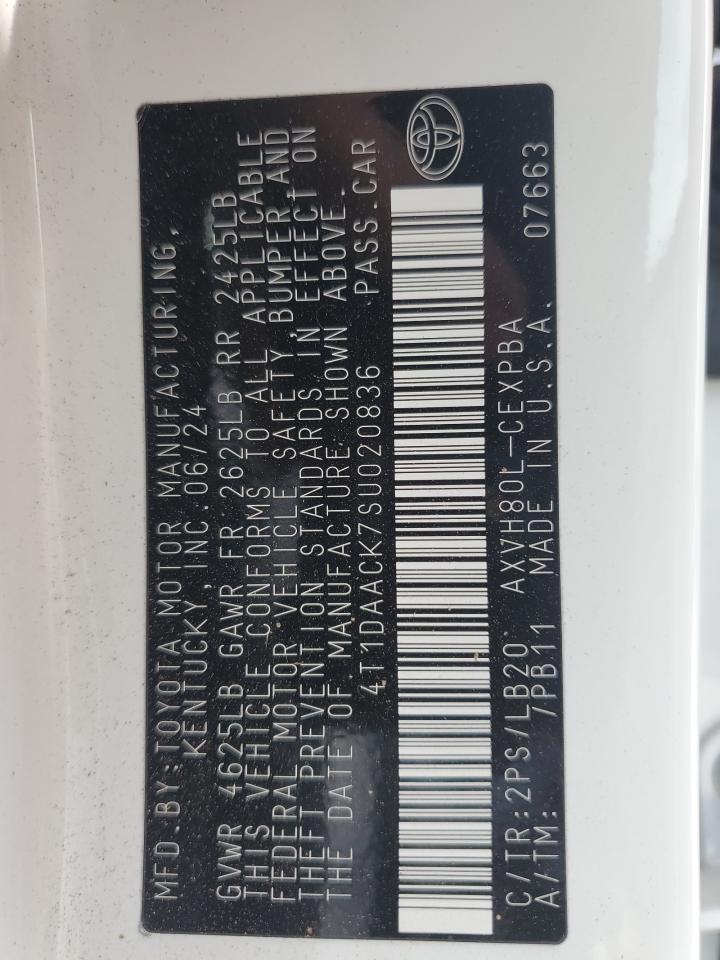 MFD.BY:TOYOTA MOTOR MANUFACTURING,
KENTUCKY, INC.06/24
GVWR 4625LB GAWR FR 2625LB RR 2425LB
THIS VEHICLE CONFORMS TO ALL APPLICABLE
FEDERAL MOTOR VEHICLE SAFETY, BUMPER,AND
THEFT PREVENTION STANDARDS IN EFFECT ON
THE DATE OF MANUFACTURE SHOWN ABOVE.
4T1DAACK7SU020836 PASS.CAR
C/TR:2PS/LB20 AXVH80L-CEXPBA
A/TM: /PB11 MADE IN U.S.A. 07663